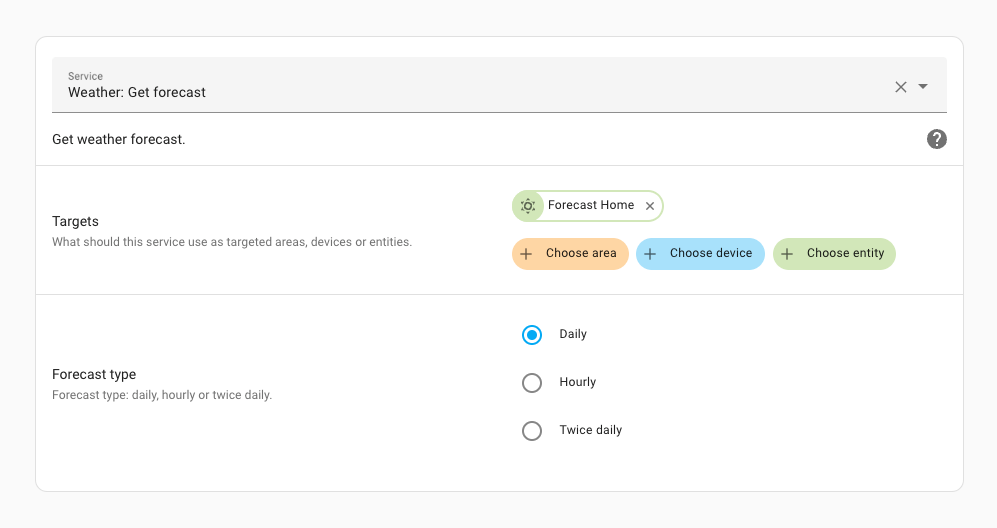 Service
Weather: Get forecast
Get weather forecast.
Targets
What should this service use as targeted areas, devices or entities.
Forecast Home
Choose area
Choose device
Choose entity
Forecast type
Forecast type: daily, hourly or twice daily.
Daily
Hourly
Twice daily